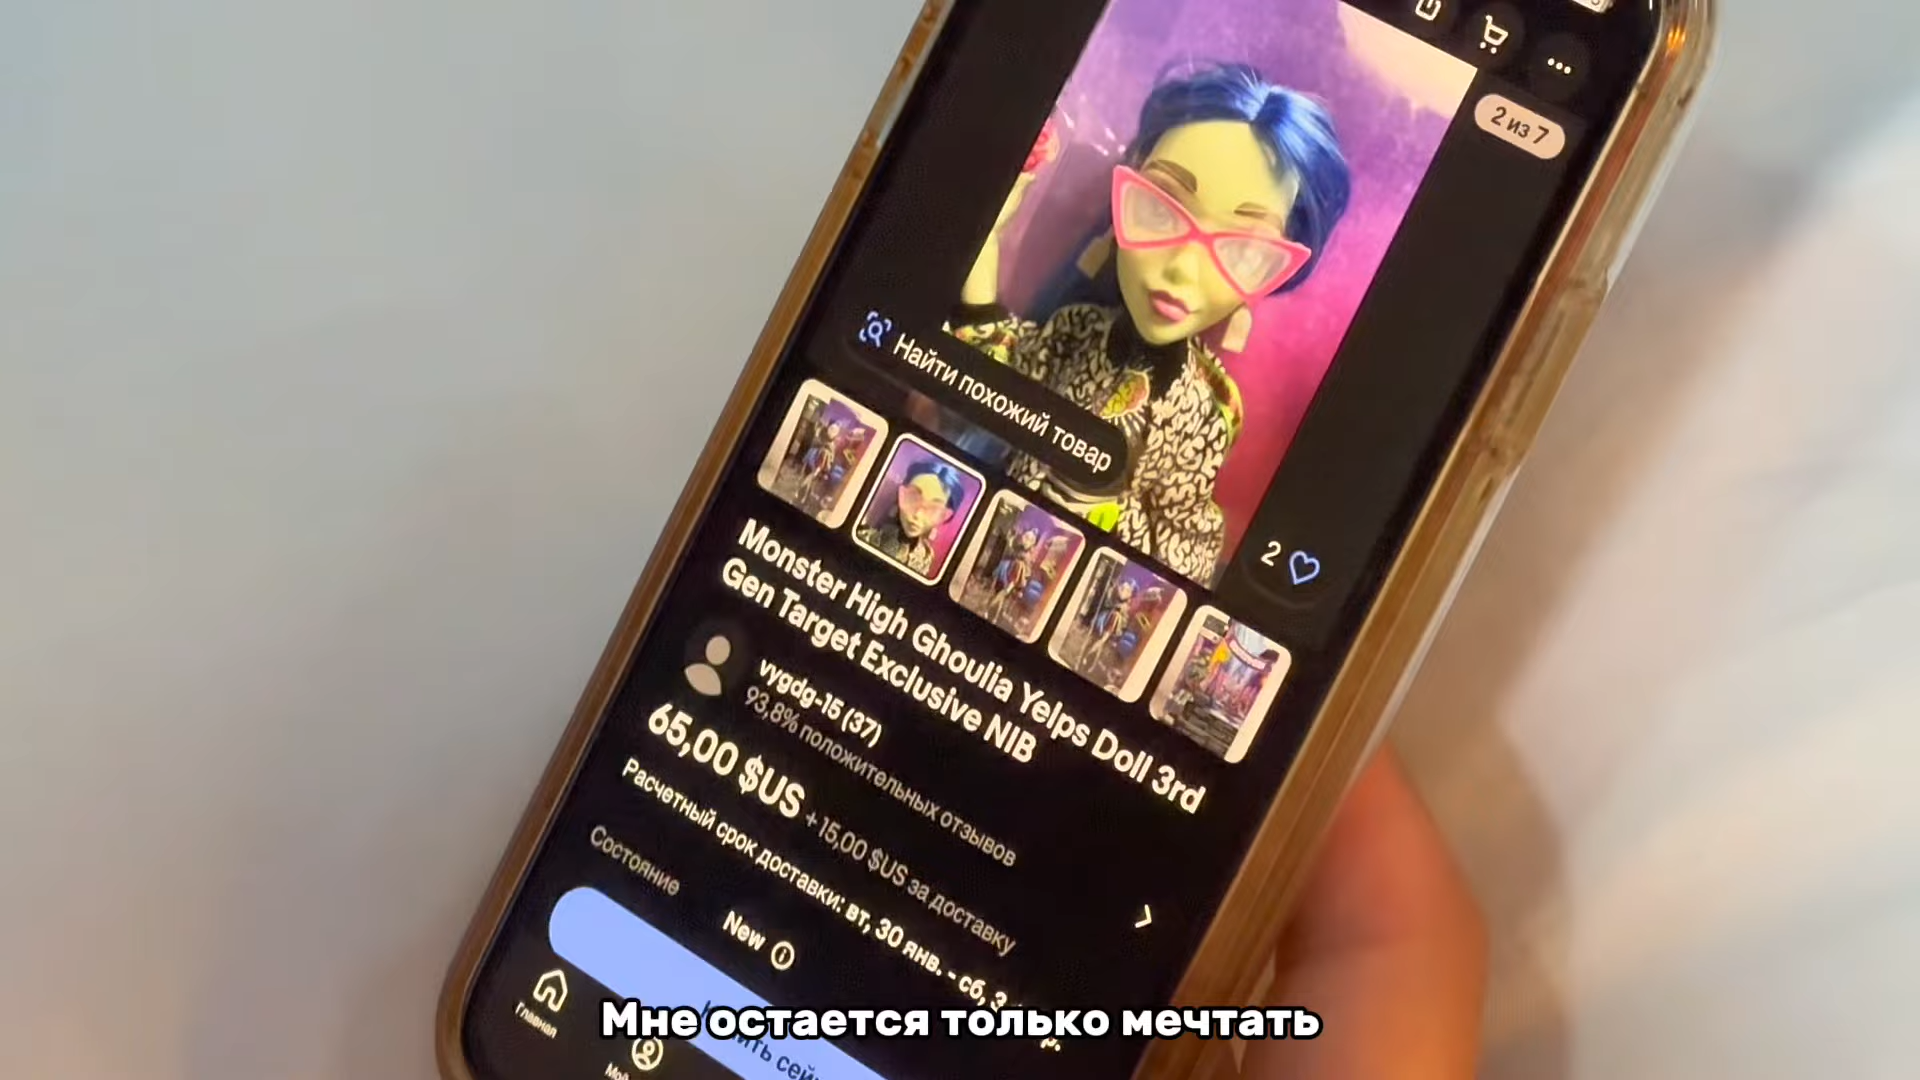 2 из 7
Найти похожий товар
2
Monster High Ghoulia Yelps Doll 3rd
Gen Target Exclusive NIB
vygdg-15 (37)
93,8% положительных отзывов
65,00 $US + 15,00 $US за доставку
Расчетный срок доставки: вт, 30 янв. - сб, 3
Состояние
New
Главная
Мне остается только мечтать